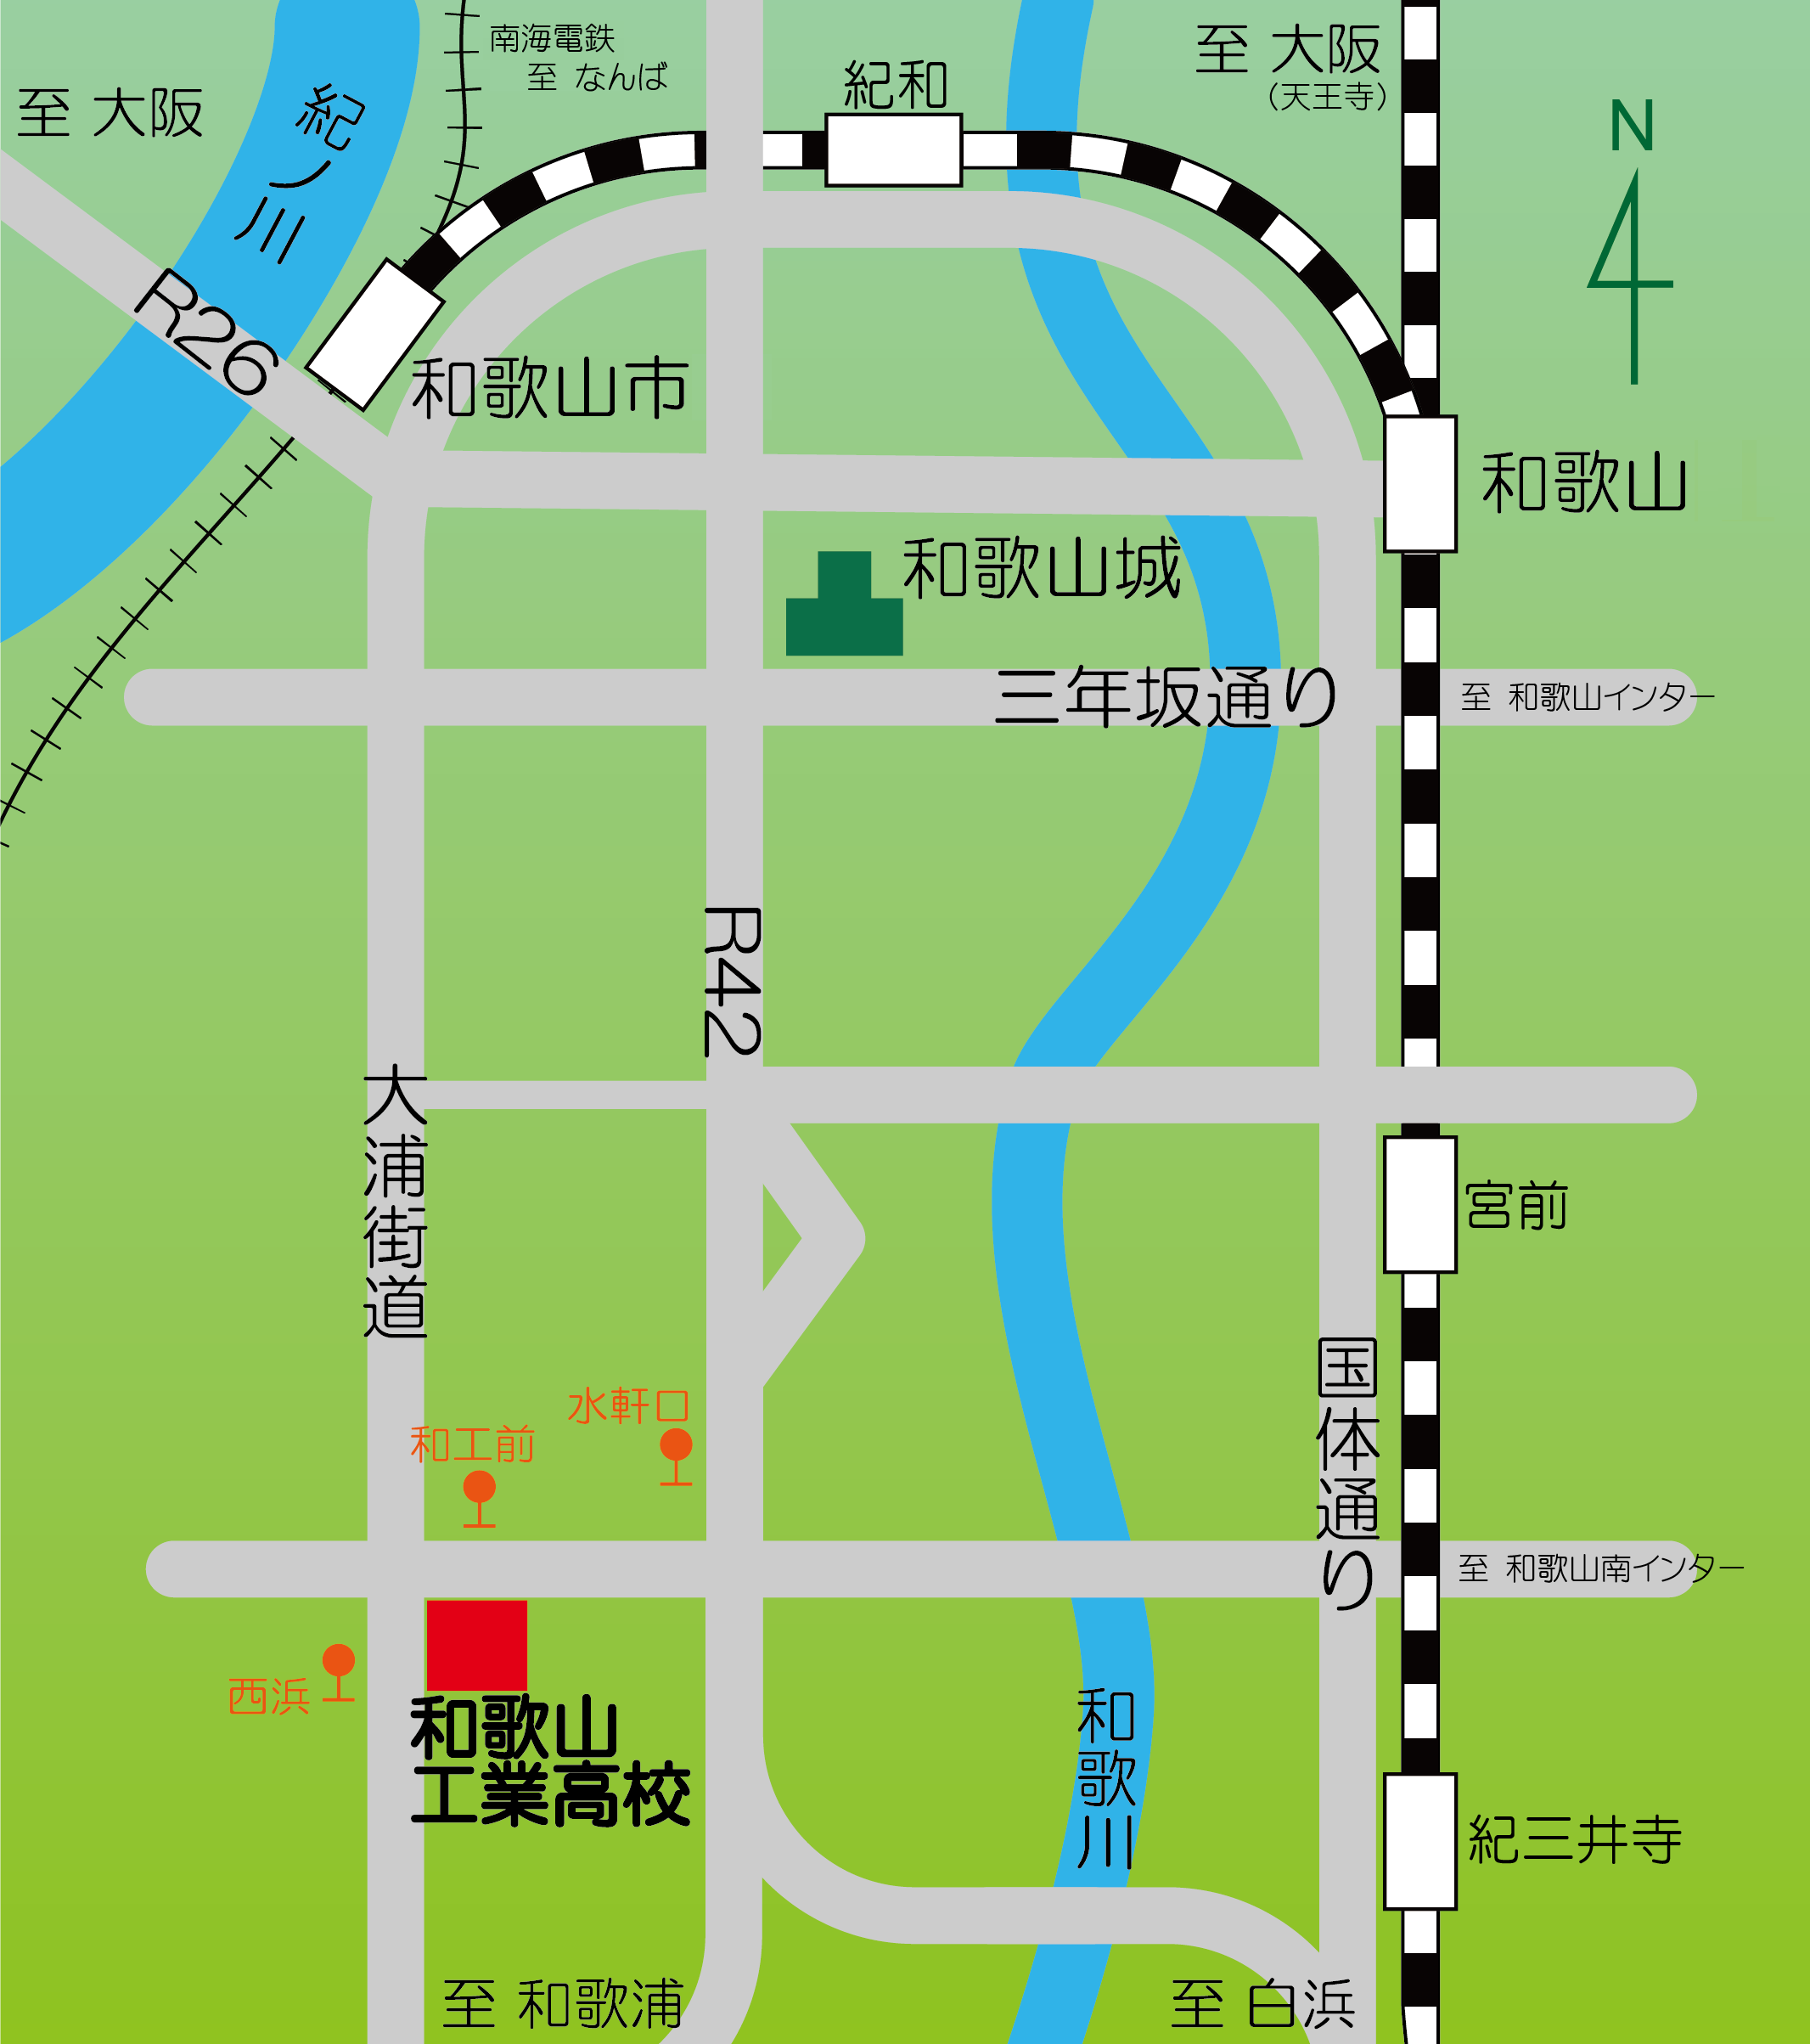 南海電鉄
至 なんば
至 大阪
(天王寺)
紀和
至 大阪
紀ノ川
N
R26
和歌山市
和歌山
和歌山城
三年坂通り
至 和歌山インター
R42
大浦街道
宮前
国体通り
水軒口
和工前
至 和歌山南インター
西浜
和歌山
工業高校
和歌川
紀三井寺
至 和歌浦
至 白浜